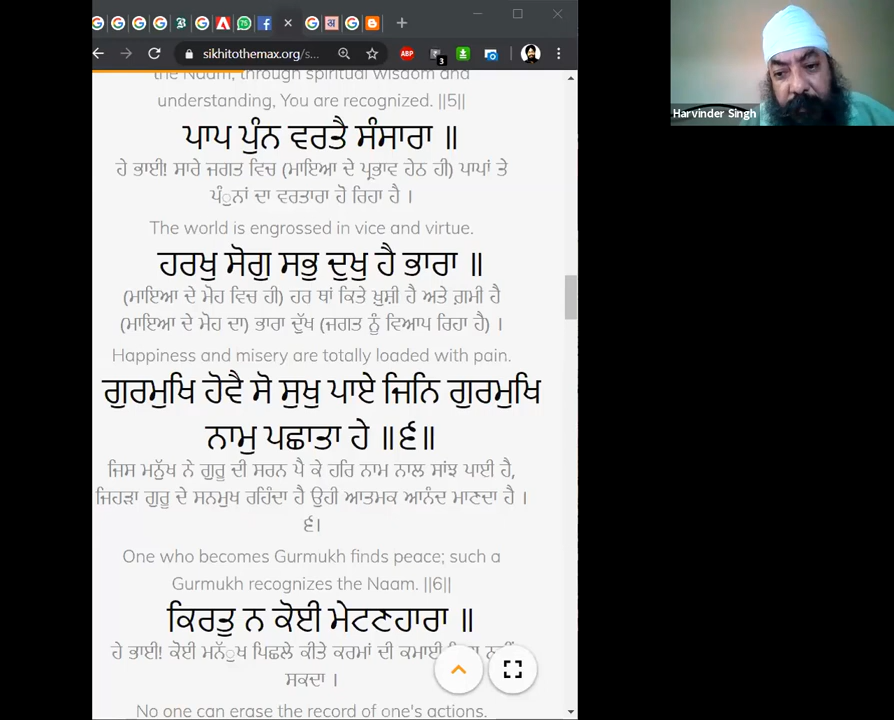 sikhitothemax.org/s...
ABP
3
75
Harvinder Singh
the Naam, through spiritual wisdom and
understanding, You are recognized. ||5||
ਪਾਪ ਪੁੰਨ ਵਰਤੈ ਸੰਸਾਰਾ ॥
ਹੇ ਭਾਈ! ਸਾਰੇ ਜਗਤ ਵਿਚ (ਮਾਇਆ ਦੇ ਪ੍ਰਭਾਵ ਹੇਠ ਹੀ) ਪਾਪਾਂ ਤੇ
ਪੰੁਨਾਂ ਦਾ ਵਰਤਾਰਾ ਹੋ ਰਿਹਾ ਹੈ ।
The world is engrossed in vice and virtue.
ਹਰਖੁ ਸੋਗੁ ਸਭੁ ਦੁਖੁ ਹੈ ਭਾਰਾ ॥
(ਮਾਇਆ ਦੇ ਮੋਹ ਵਿਚ ਹੀ) ਹਰ ਥਾਂ ਕਿਤੇ ਖ਼ੁਸ਼ੀ ਹੈ ਅਤੇ ਗ਼ਮੀ ਹੈ
(ਮਾਇਆ ਦੇ ਮੋਹ ਦਾ) ਭਾਰਾ ਦੁੱਖ (ਜਗਤ ਨੂੰ ਵਿਆਪ ਰਿਹਾ ਹੈ) ।
Happiness and misery are totally loaded with pain.
ਗੁਰਮੁਖਿ ਹੋਵੈ ਸੋ ਸੁਖੁ ਪਾਏ ਜਿਨਿ ਗੁਰਮੁਖਿ
ਨਾਮੁ ਪਛਾਤਾ ਹੇ ॥੬॥
ਜਿਸ ਮਨੁੱਖ ਨੇ ਗੁਰੂ ਦੀ ਸਰਨ ਪੈ ਕੇ ਹਰਿ ਨਾਮ ਨਾਲ ਸਾਂਝ ਪਾਈ ਹੈ,
ਜਿਹੜਾ ਗੁਰੂ ਦੇ ਸਨਮੁਖ ਰਹਿੰਦਾ ਹੈ ਉਹੀ ਆਤਮਕ ਆਨੰਦ ਮਾਣਦਾ ਹੈ ।
੬।
One who becomes Gurmukh finds peace; such a
Gurmukh recognizes the Naam. ||6||
ਕਿਰਤੁ ਨ ਕੋਈ ਮੇਟਣਹਾਰਾ ॥
ਹੇ ਭਾਈ! ਕੋਈ ਮਨੱੁਖ ਪਿਛਲੇ ਕੀਤੇ ਕਰਮਾਂ ਦੀ ਕਮਾਈ
ਸਕਦਾ ।
No one can erase the record of one's actions.